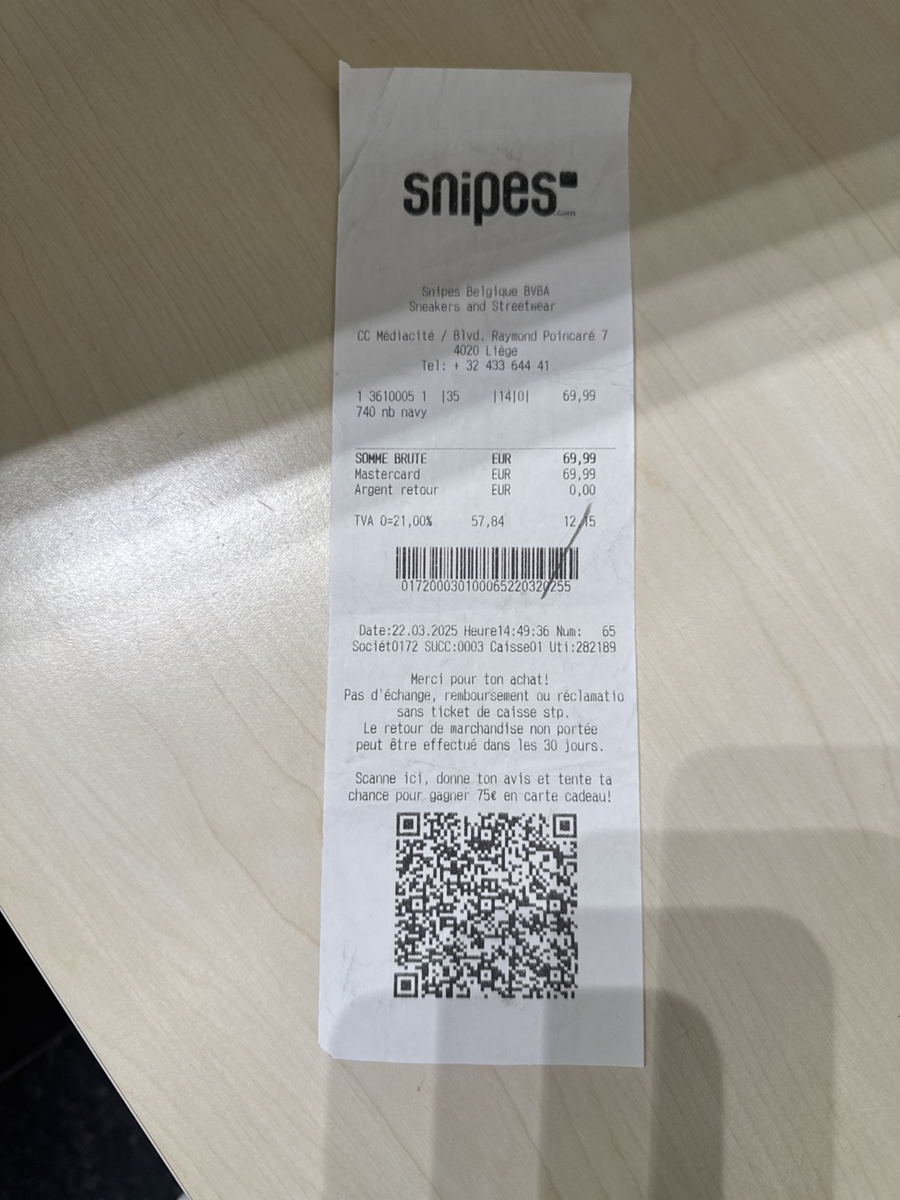 snipes
.com
Snipes Belgique BVBA
Sneakers and Streetwear
CC Médiacité / Blvd. Raymond Poincaré 7
4020 Liège
Tel: + 32 433 644 41
1 3610005 1 |35 |14|0| 69,99
740 nb navy
SOMME BRUTE EUR 69,99
Mastercard EUR 69,99
Argent retour EUR 0,00
TVA 0=21,00% 57,84 12,15
017200030100065220320255
Date:22.03.2025 Heure14:49:36 Num: 65
Sociét0172 SUCC:0003 Caisse01 Uti:282189
Merci pour ton achat!
Pas d'échange, remboursement ou réclamatio
sans ticket de caisse stp.
Le retour de marchandise non portée
peut être effectué dans les 30 jours.
Scanne ici, donne ton avis et tente ta
chance pour gagner 75€ en carte cadeau!